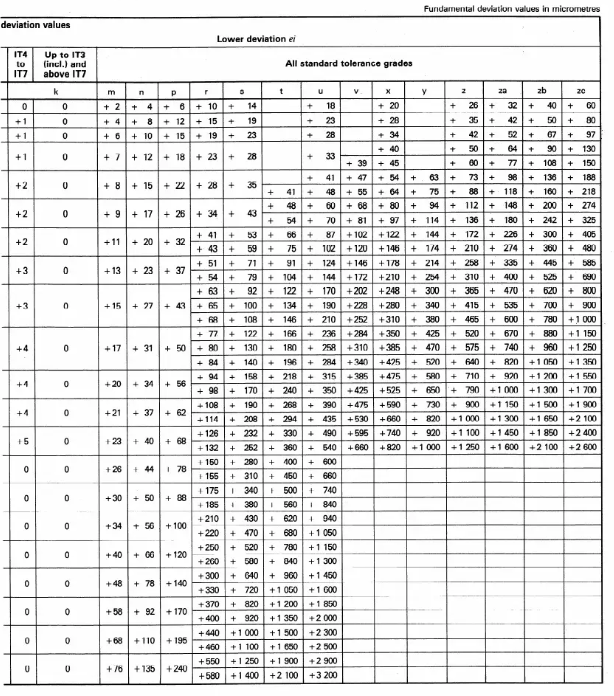 Fundamental deviation values in micrometres
deviation values
Lower deviation ei
IT4 to IT7 Up to IT3 (incl.) and above IT7 All standard tolerance grades
k m n p r s t u v x y z za zb zc
0 0 + 2 + 4 + 6 + 10 + 14 + 18 + 20 + 26 + 32 + 40 + 60
+1 0 + 4 + 8 + 12 + 15 + 19 + 23 + 28 + 35 + 42 + 50 + 80
+1 0 + 6 + 10 + 15 + 19 + 23 + 28 + 34 + 42 + 52 + 67 + 97
+1 0 + 7 + 12 + 18 + 23 + 28 + 33 + 40 + 50 + 64 + 90 + 130
+ 39 + 45 + 60 + 77 + 108 + 150
+2 0 + 8 + 15 + 22 + 28 + 35 + 41 + 47 + 54 + 63 + 73 + 98 + 136 + 188
+ 41 + 48 + 55 + 64 + 75 + 88 + 118 + 160 + 218
+2 0 + 9 + 17 + 26 + 34 + 43 + 48 + 60 + 68 + 80 + 94 + 112 + 148 + 200 + 274
+ 54 + 70 + 81 + 97 + 114 + 136 + 180 + 242 + 325
+2 0 +11 + 20 + 32 + 41 + 53 + 66 + 87 +102 +122 + 144 + 172 + 226 + 300 + 405
+ 43 + 59 + 75 + 102 +120 +146 + 174 + 210 + 274 + 360 + 480
+3 0 +13 + 23 + 37 + 51 + 71 + 91 + 124 +146 +178 + 214 + 258 + 335 + 445 + 585
+ 54 + 79 + 104 + 144 +172 +210 + 254 + 310 + 400 + 525 + 690
+3 0 +15 + 27 + 43 + 63 + 92 + 122 + 170 +202 +248 + 300 + 365 + 470 + 620 + 800
+ 65 + 100 + 134 + 190 +228 +280 + 340 + 415 + 535 + 700 + 900
+ 68 + 108 + 146 + 210 +252 +310 + 380 + 465 + 600 + 780 +1 000
+4 0 +17 + 31 + 50 + 77 + 122 + 166 + 236 +284 +350 + 425 + 520 + 670 + 880 +1 150
+ 80 + 130 + 180 + 258 +310 +385 + 470 + 575 + 740 + 960 +1 250
+ 84 + 140 + 196 + 284 +340 +425 + 520 + 640 + 820 +1 050 +1 350
+4 0 +20 + 34 + 56 + 94 + 158 + 218 + 315 +385 +475 + 580 + 710 + 920 +1 200 +1 550
+ 98 + 170 + 240 + 350 +425 +525 + 650 + 790 +1 000 +1 300 +1 700
+4 0 +21 + 37 + 62 +108 + 190 + 268 + 390 +475 +590 + 730 + 900 +1 150 +1 500 +1 900
+114 + 208 + 294 + 435 +530 +660 + 820 +1 000 +1 300 +1 650 +2 100
+5 0 +23 + 40 + 68 +126 + 232 + 330 + 490 +595 +740 + 920 +1 100 +1 450 +1 850 +2 400
+132 + 252 + 360 + 540 +660 +820 +1 000 +1 250 +1 600 +2 100 +2 600
0 0 +26 + 44 + 78 +150 + 280 + 400 + 600
+155 + 310 + 450 + 660
0 0 +30 + 50 + 88 +175 + 340 + 500 + 740
+185 + 380 + 560 + 840
0 0 +34 + 56 +100 +210 + 430 + 620 + 940
+220 + 470 + 680 +1 050
0 0 +40 + 66 +120 +250 + 520 + 780 +1 150
+260 + 580 + 840 +1 300
0 0 +48 + 78 +140 +300 + 640 + 960 +1 450
+330 + 720 +1 050 +1 600
0 0 +58 + 92 +170 +370 + 820 +1 200 +1 850
+400 + 920 +1 350 +2 000
0 0 +68 +110 +195 +440 +1 000 +1 500 +2 300
+460 +1 100 +1 650 +2 500
0 0 +76 +135 +240 +550 +1 250 +1 900 +2 900
+580 +1 400 +2 100 +3 200